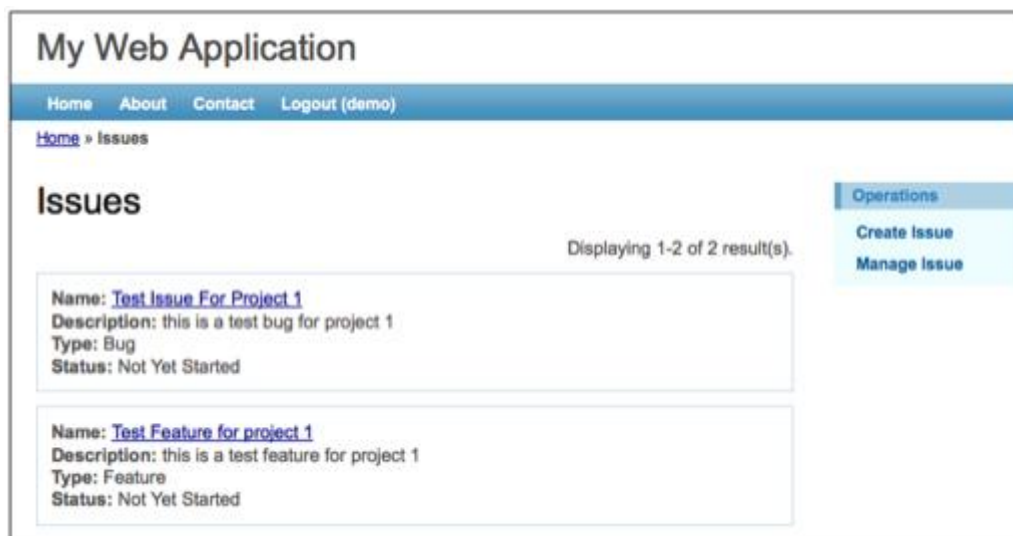 My Web Application
Home About Contact Logout (demo)
Home » Issues
Issues
Displaying 1-2 of 2 result(s).
Name: Test Issue For Project 1
Description: this is a test bug for project 1
Type: Bug
Status: Not Yet Started
Name: Test Feature for project 1
Description: this is a test feature for project 1
Type: Feature
Status: Not Yet Started
Operations
Create Issue
Manage Issue